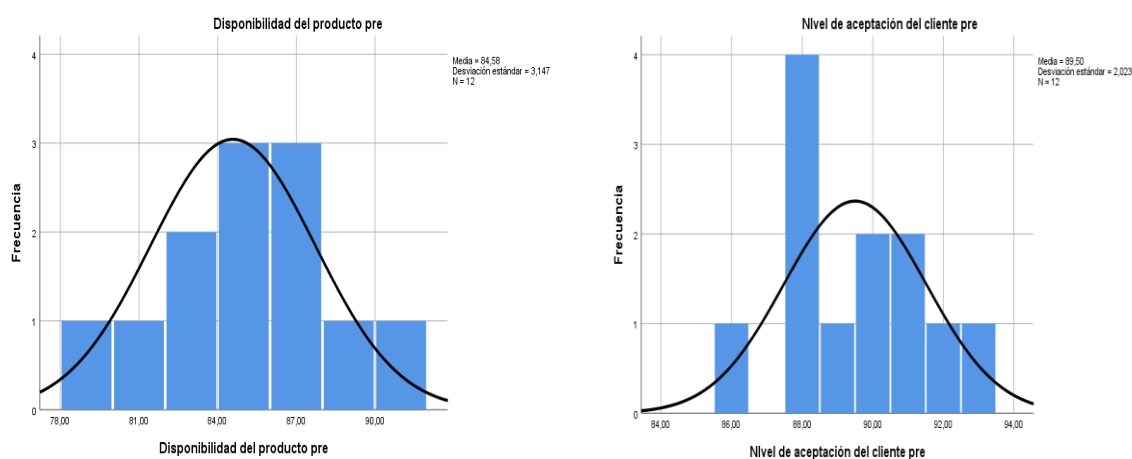 Disponibilidad del producto pre
Media = 84,58
Desviación estándar = 3,147
N = 12
Frecuencia
4
3
2
1
0
78,00 81,00 84,00 87,00 90,00
Disponibilidad del producto pre
NIvel de aceptación del cliente pre
Media = 89,50
Desviación estándar = 2,023
N = 12
Frecuencia
4
3
2
1
0
84,00 86,00 88,00 90,00 92,00 94,00
NIvel de aceptación del cliente pre